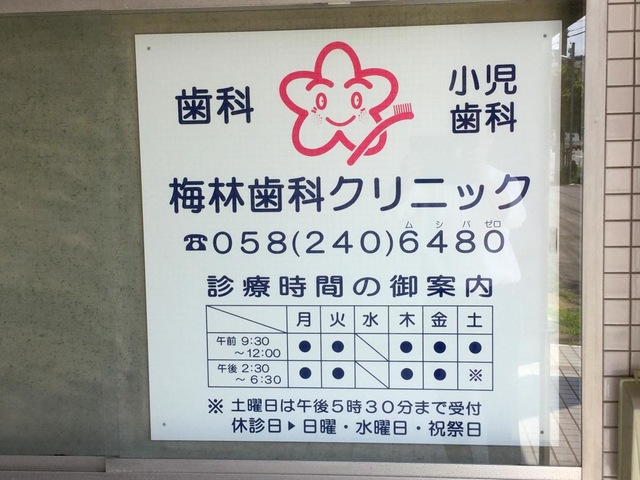 歯科
小児
歯科
梅林歯科クリニック
ムシバゼロ
☎058(240)6480
診療時間の御案内
月 火 水 木 金 土
午前 9:30
～12:00 ● ● ＼ ● ● ●
午後 2:30
～ 6:30 ● ● ＼ ● ● ※
※ 土曜日は午後5時30分まで受付
休診日▶日曜・水曜日・祝祭日